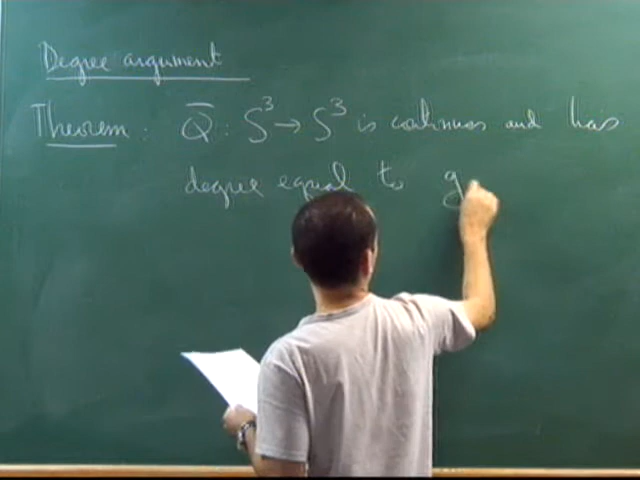 Degree argument
Theorem : Q̅ : S³ → S³ is continuous and has
degree equal to g